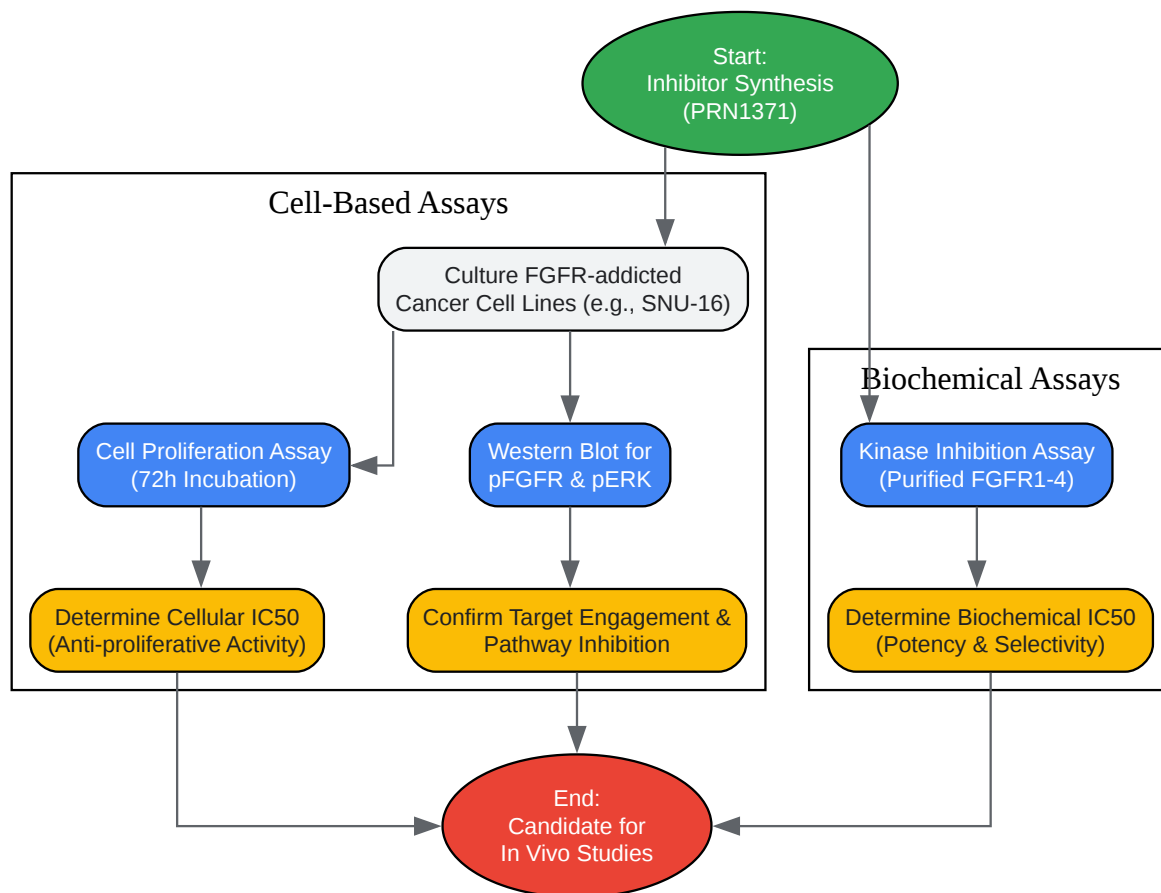 Start:
Inhibitor Synthesis
(PRN1371)
Cell-Based Assays
Culture FGFR-addicted
Cancer Cell Lines (e.g., SNU-16)
Biochemical Assays
Cell Proliferation Assay
(72h Incubation)
Western Blot for
pFGFR & pERK
Kinase Inhibition Assay
(Purified FGFR1-4)
Determine Cellular IC50
(Anti-proliferative Activity)
Confirm Target Engagement &
Pathway Inhibition
Determine Biochemical IC50
(Potency & Selectivity)
End:
Candidate for
In Vivo Studies